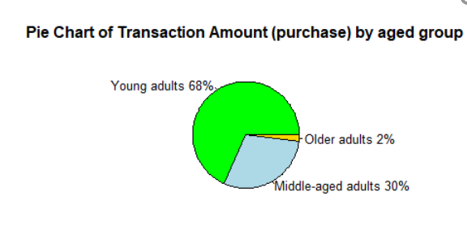 Pie Chart of Transaction Amount (purchase) by aged group
Young adults 68%
Older adults 2%
Middle-aged adults 30%